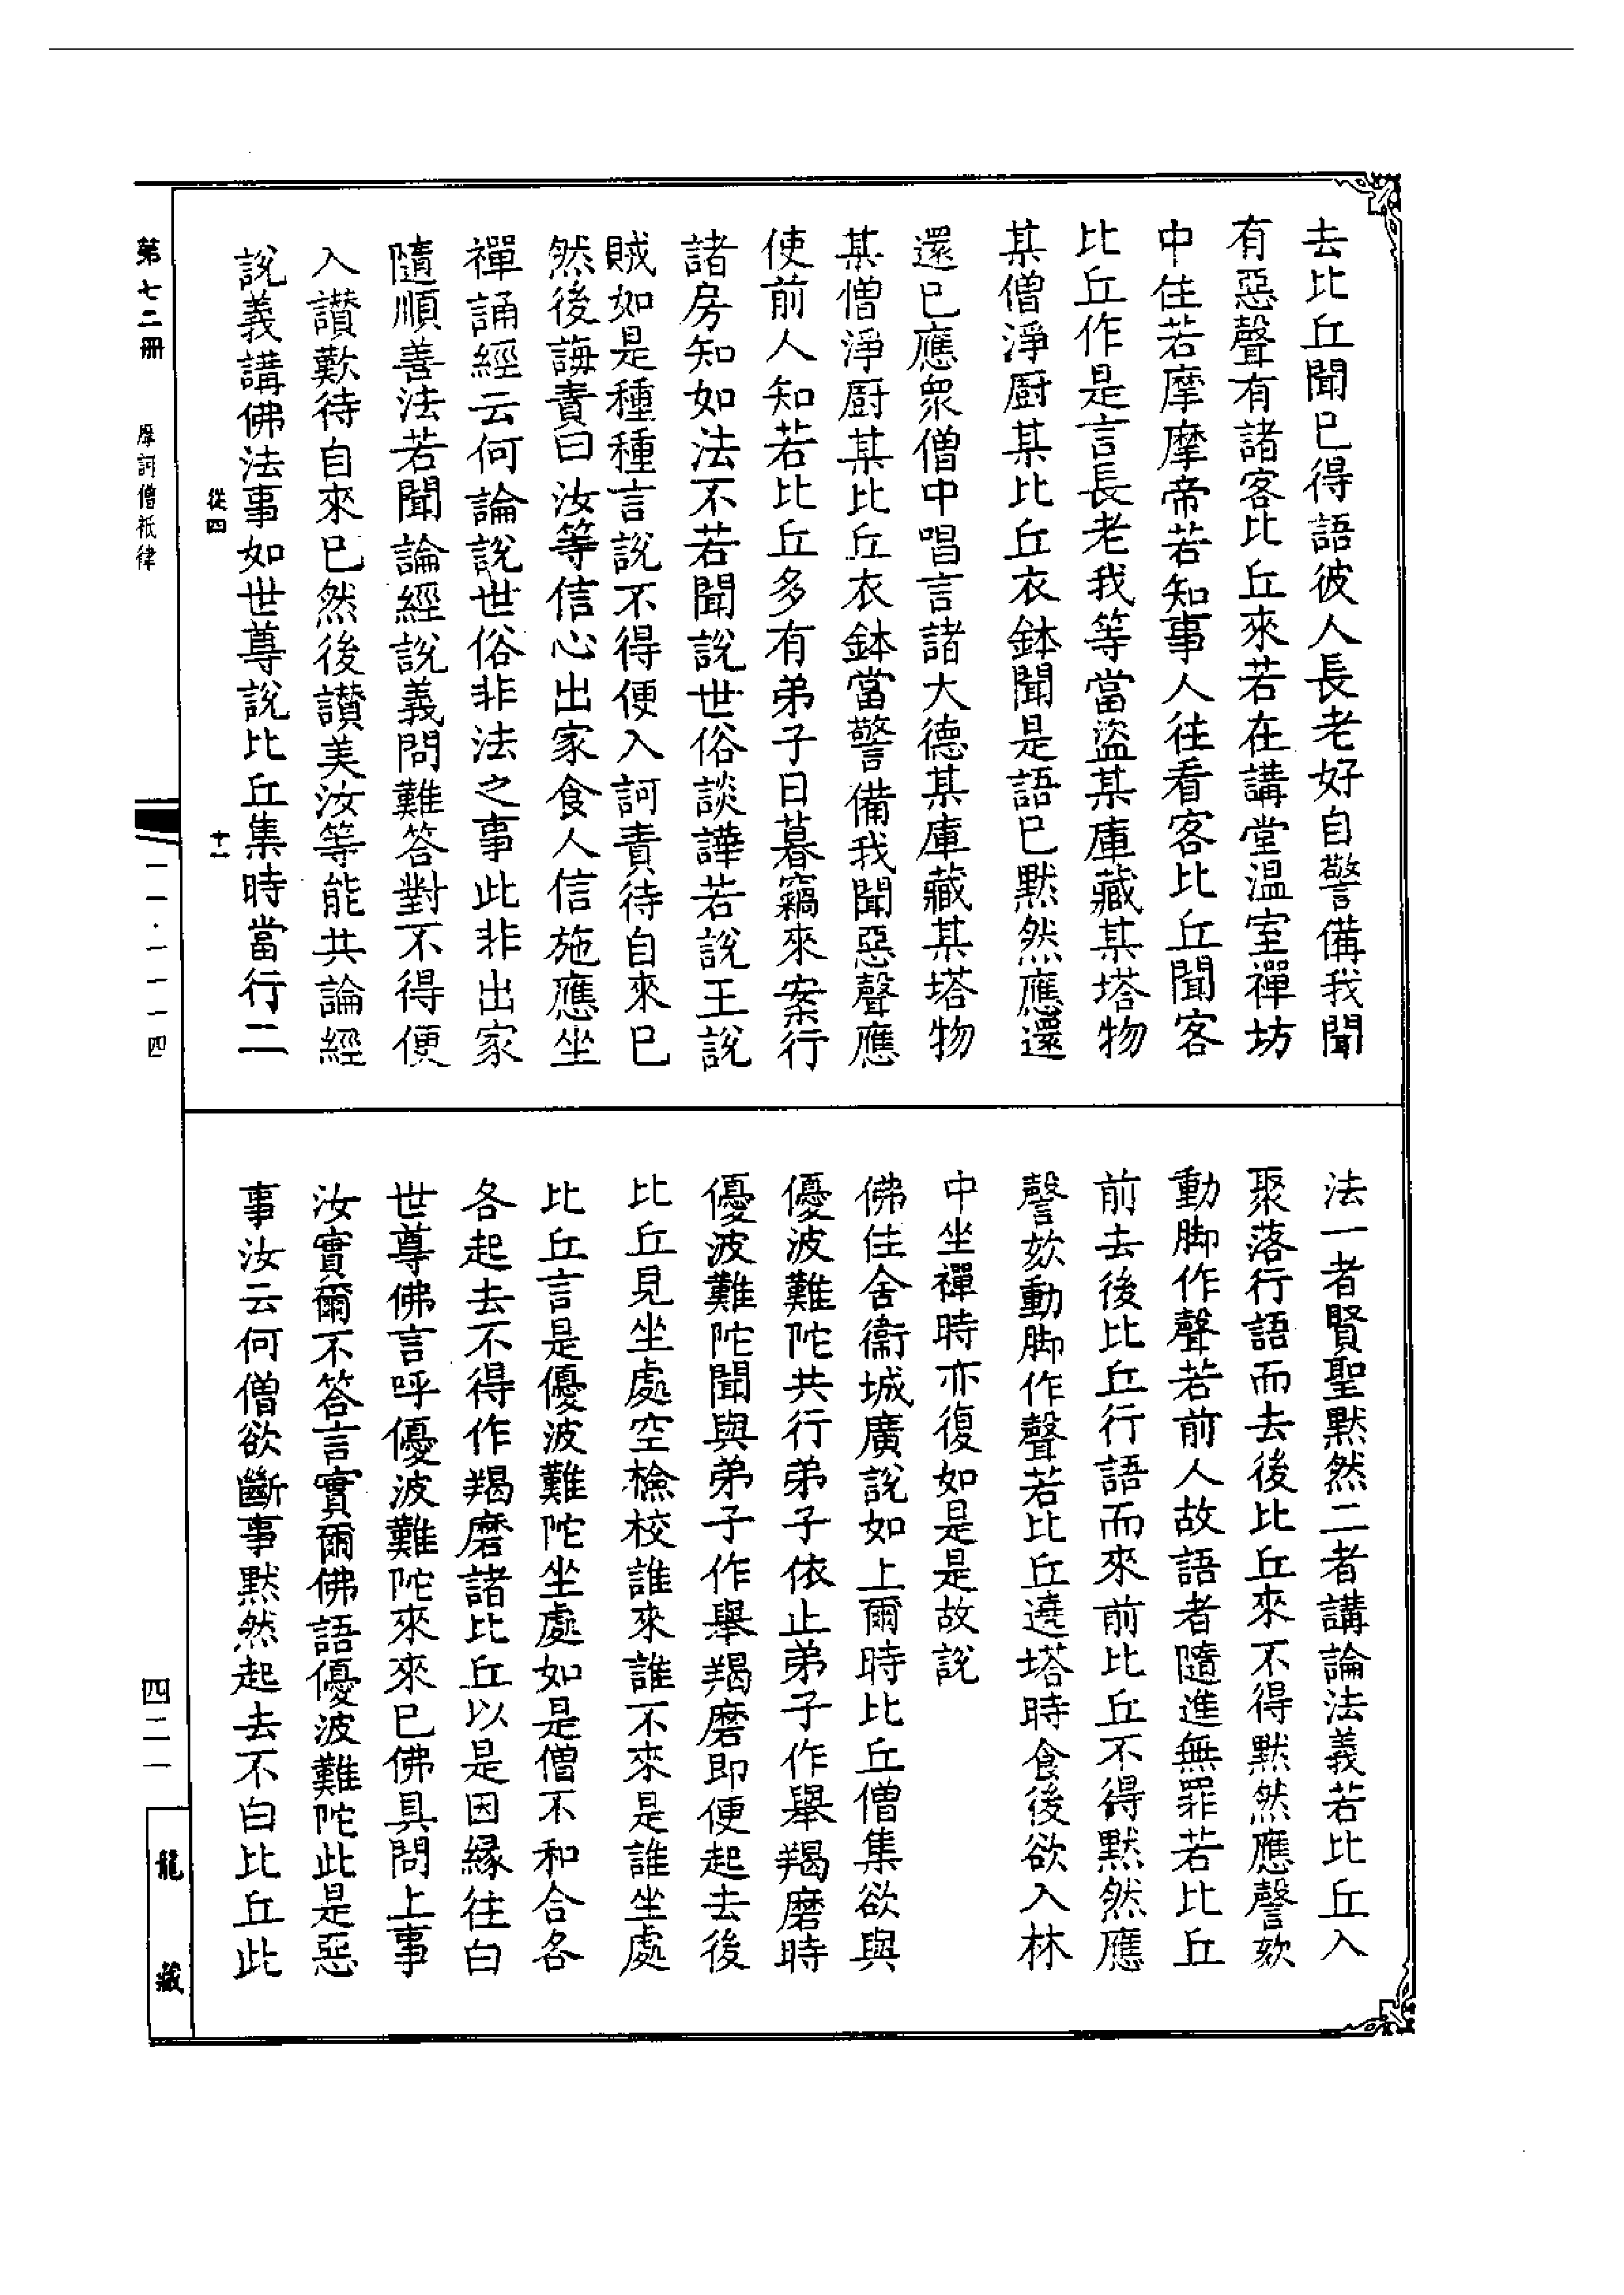 去比丘聞已得語彼人長老好自警備我聞
有惡聲有諸客比丘來若在講堂溫室禪坊
中住若摩摩帝若知事人往看客比丘聞客
比丘作是言長老我等當盜某庫藏某塔物
某僧淨厨某比丘衣鉢聞是語已默然應還
還已應衆僧中唱言諸大德某庫藏某塔物
某僧淨厨某比丘衣鉢當警備我聞惡聲應
使前人知若比丘多有弟子日暮竊來案行
諸房知如法不若聞說世俗談譁若說王說
賊如是種種言說不得便入訶責待自來已
然後誨責曰汝等信心出家食人信施應坐
禪誦經云何論說世俗非法之事此非出家
隨順善法若聞論經說義問難答對不得便
入讃歎待自來已然後讃美汝等能共論經
說義講佛法事如世尊說比丘集時當行二
從四
十一
法一者賢聖默然二者講論法義若比丘入
聚落行語而去後比丘來不得默然應謦欬
動脚作聲若前人故語者隨進無罪若比丘
前去後比丘行語而來前比丘不得默然應
謦欬動脚作聲若比丘遶塔時食後欲入林
中坐禪時亦復如是是故說
佛住舍衞城廣說如上爾時比丘僧集欲與
優波難陀共行弟子依止弟子作舉羯磨時
優波難陀聞與弟子作舉羯磨即便起去後
比丘見坐處空檢校誰來誰不來是誰坐處
比丘言是優波難陀坐處如是僧不和合各
各起去不得作羯磨諸比丘以是因緣往白
世尊佛言呼優波難陀來來已佛具問上事
汝實爾不答言實爾佛語優波難陀此是惡
事汝云何僧欲斷事默然起去不白比丘此
第七二冊
摩訶僧祇律
一一·一一一四
四二一
龍藏